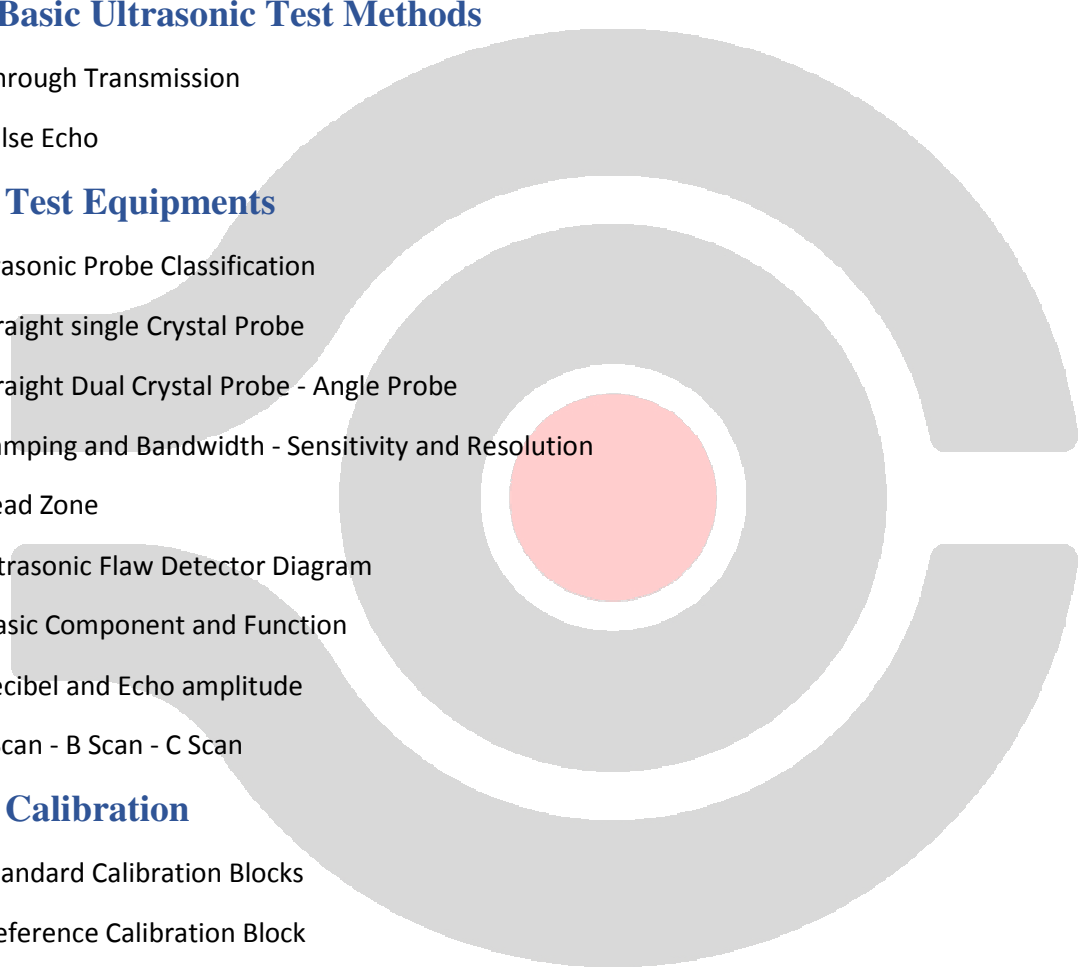 Basic Ultrasonic Test Methods
hrough Transmission
lse Echo
Test Equipments
rasonic Probe Classification
raight single Crystal Probe
raight Dual Crystal Probe - Angle Probe
amping and Bandwidth - Sensitivity and Resolution
ead Zone
trasonic Flaw Detector Diagram
asic Component and Function
ecibel and Echo amplitude
can - B Scan - C Scan
Calibration
andard Calibration Blocks
eference Calibration Block